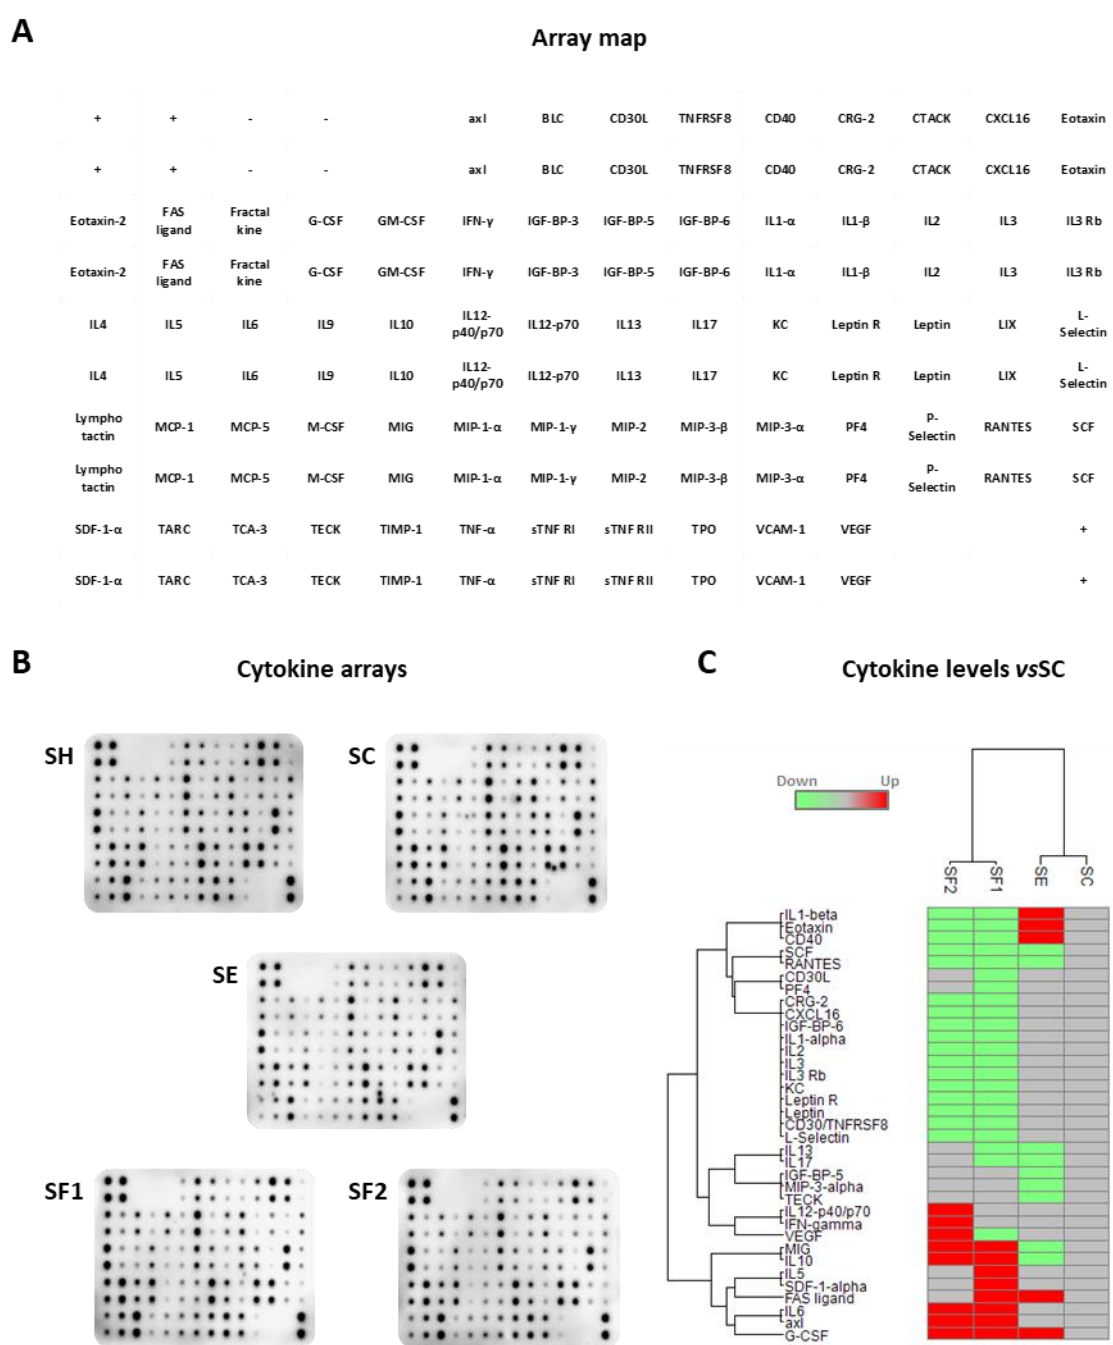 A
Array map
+ + - - axl BLC CD30L TNFRSF8 CD40 CRG-2 CTACK CXCL16 Eotaxin
+ + - - axl BLC CD30L TNFRSF8 CD40 CRG-2 CTACK CXCL16 Eotaxin
Eotaxin-2 FAS ligand Fractal kine G-CSF GM-CSF IFN-γ IGF-BP-3 IGF-BP-5 IGF-BP-6 IL1-α IL1-β IL2 IL3 IL3 Rb
Eotaxin-2 FAS ligand Fractal kine G-CSF GM-CSF IFN-γ IGF-BP-3 IGF-BP-5 IGF-BP-6 IL1-α IL1-β IL2 IL3 IL3 Rb
IL4 IL5 IL6 IL9 IL10 IL12-p40/p70 IL12-p70 IL13 IL17 KC Leptin R Leptin LIX L-Selectin
IL4 IL5 IL6 IL9 IL10 IL12-p40/p70 IL12-p70 IL13 IL17 KC Leptin R Leptin LIX L-Selectin
Lympho tactin MCP-1 MCP-5 M-CSF MIG MIP-1-α MIP-1-γ MIP-2 MIP-3-β MIP-3-α PF4 P-Selectin RANTES SCF
Lympho tactin MCP-1 MCP-5 M-CSF MIG MIP-1-α MIP-1-γ MIP-2 MIP-3-β MIP-3-α PF4 P-Selectin RANTES SCF
SDF-1-α TARC TCA-3 TECK TIMP-1 TNF-α sTNF RI sTNF RII TPO VCAM-1 VEGF +
SDF-1-α TARC TCA-3 TECK TIMP-1 TNF-α sTNF RI sTNF RII TPO VCAM-1 VEGF +
B
Cytokine arrays
SH
SC
SE
SF1
SF2
C
Cytokine levels vsSC
Down Up
SF2 SF1 SE SC
IL1-beta
Eotaxin
CD40
SCF
RANTES
CD30L
PF4
CRG-2
CXCL16
IGF-BP-6
IL1-alpha
IL2
IL3
IL3 Rb
KC
Leptin R
Leptin
CD30/TNFRSF8
L-Selectin
IL13
IL17
IGF-BP-5
MIP-3-alpha
TECK
IL12-p40/p70
IFN-gamma
VEGF
MIG
IL10
IL5
SDF-1-alpha
FAS ligand
IL6
axl
G-CSF